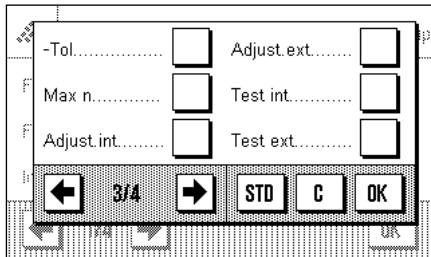 -Tol............. Adjust.ext........
Max n............. Test int............
Adjust.int......... Test ext...........
3/4 STD C OK